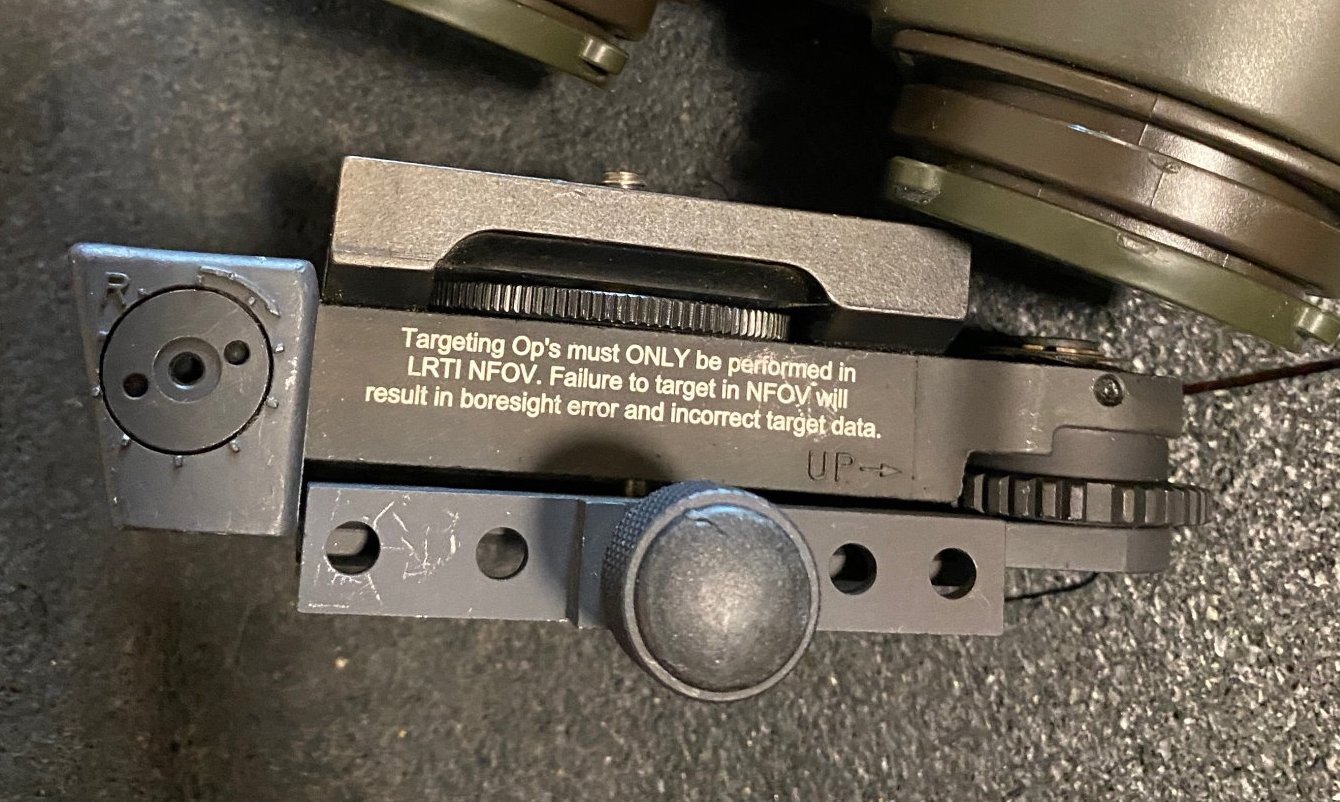 R
Targeting Op's must ONLY be performed in
LRTI NFOV. Failure to target in NFOV will
result in boresight error and incorrect target data.
UP→